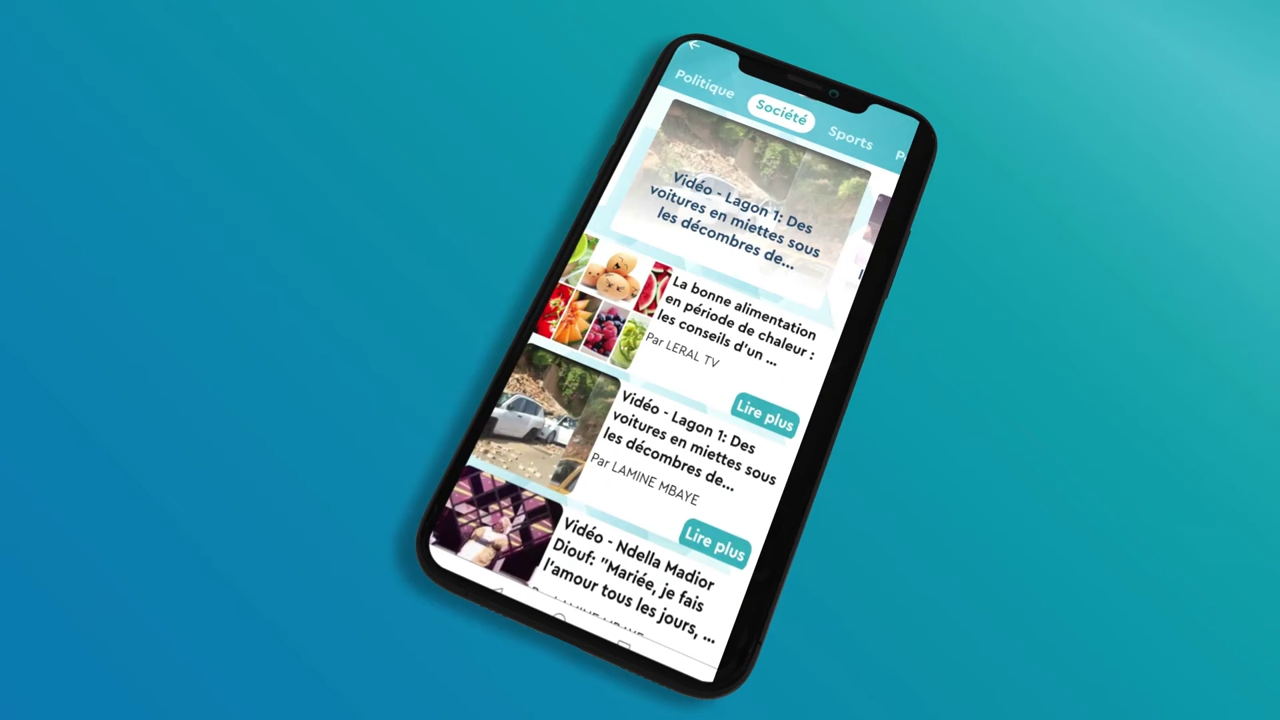 Politique
Société
Sports
P
Vidéo - Lagon 1: Des
voitures en miettes sous
les décombres de...
La bonne alimentation
en période de chaleur :
les conseils d'un ...
Par LERAL TV
Lire plus
Vidéo - Lagon 1: Des
voitures en miettes sous
les décombres de...
Par LAMINE MBAYE
Lire plus
Vidéo - Ndella Madior
Diouf: "Mariée, je fais
l'amour tous les jours, ...